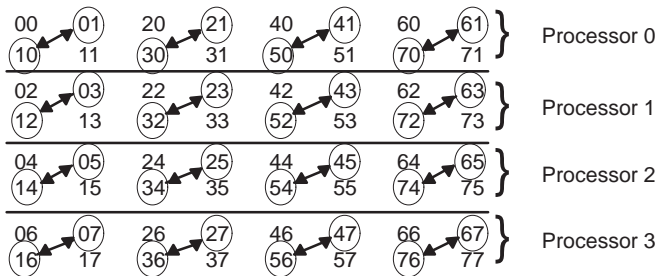 00 01 20 21 40 41 60 61
10 11 30 31 50 51 70 71
Processor 0
02 03 22 23 42 43 62 63
12 13 32 33 52 53 72 73
Processor 1
04 05 24 25 44 45 64 65
14 15 34 35 54 55 74 75
Processor 2
06 07 26 27 46 47 66 67
16 17 36 37 56 57 76 77
Processor 3